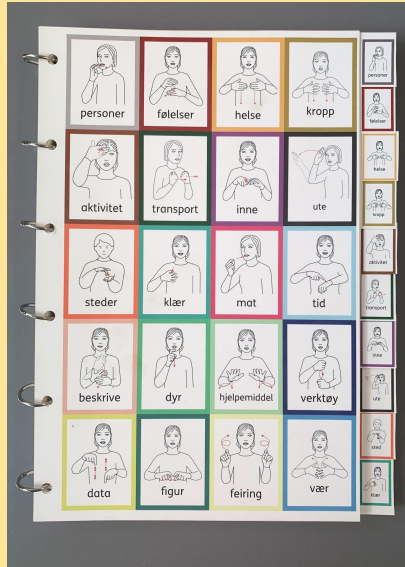 personer
følelser
helse
kropp
aktivitet
transport
inne
ute
steder
klær
mat
tid
beskrive
dyr
hjelpemiddel
verktøy
data
figur
feiring
vær
personer
følelser
helse
kropp
aktivitet
transport
inne
ute
sted
klær